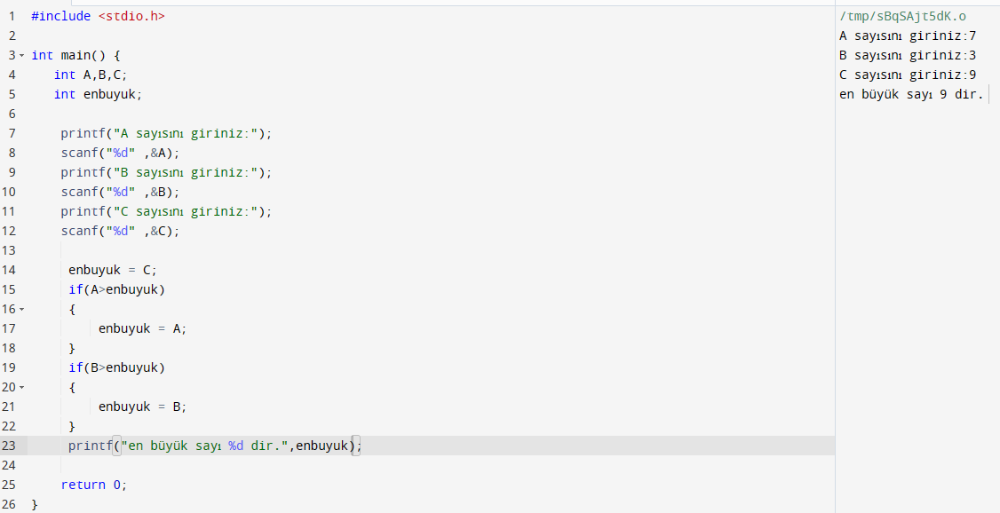 1 #include <stdio.h>
2
3 int main() {
4 int A,B,C;
5 int enbuyuk;
6
7 printf("A sayısını giriniz:");
8 scanf("%d" ,&A);
9 printf("B sayısını giriniz:");
10 scanf("%d" ,&B);
11 printf("C sayısını giriniz:");
12 scanf("%d" ,&C);
13
14 enbuyuk = C;
15 if(A>enbuyuk)
16 {
17 enbuyuk = A;
18 }
19 if(B>enbuyuk)
20 {
21 enbuyuk = B;
22 }
23 printf("en büyük sayı %d dir.",enbuyuk);
24
25 return 0;
26 }
/tmp/sBqSAjt5dK.o
A sayısını giriniz:7
B sayısını giriniz:3
C sayısını giriniz:9
en büyük sayı 9 dir.